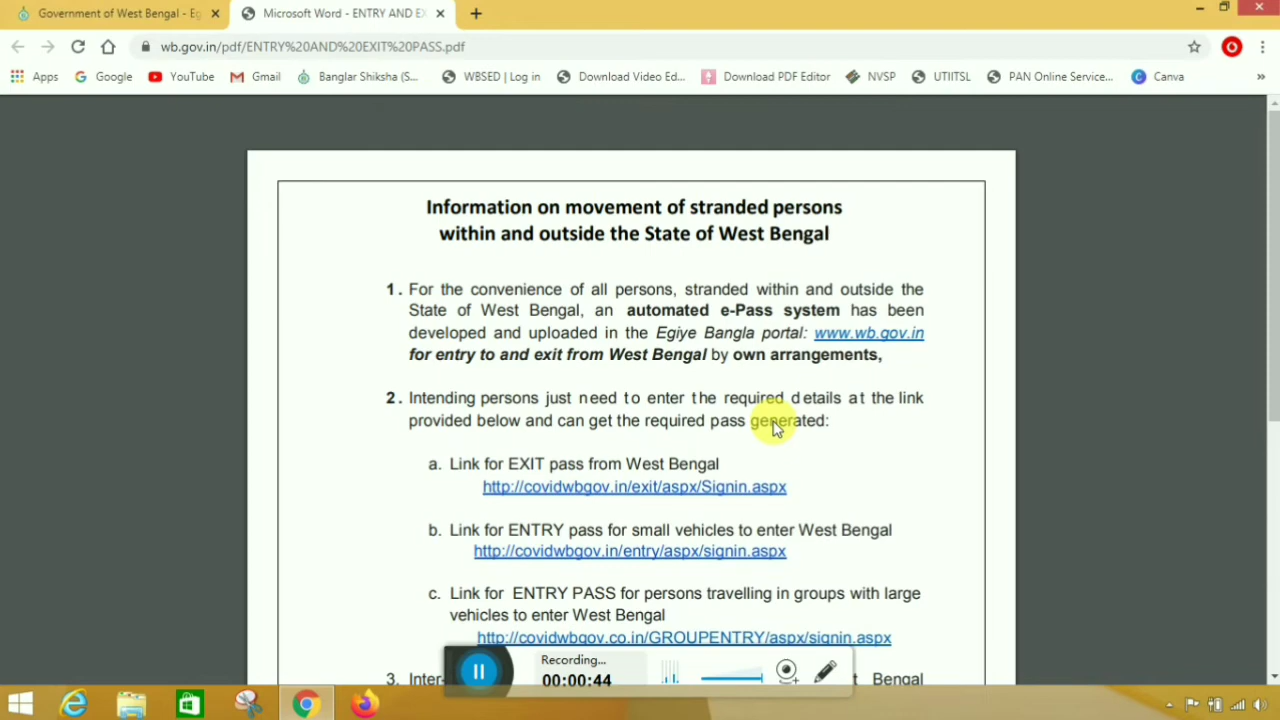 Government of West Bengal - Eg
Microsoft Word - ENTRY AND EX
wb.gov.in/pdf/ENTRY%20AND%20EXIT%20PASS.pdf
Apps
Google
YouTube
Gmail
Banglar Shiksha (S...
WBSED | Log in
Download Video Ed...
Download PDF Editor
NVSP
UTIITSL
PAN Online Service...
Canva
Information on movement of stranded persons
within and outside the State of West Bengal
1. For the convenience of all persons, stranded within and outside the
State of West Bengal, an automated e-Pass system has been
developed and uploaded in the Egiye Bangla portal: www.wb.gov.in
for entry to and exit from West Bengal by own arrangements,
2. Intending persons just need to enter the required details at the link
provided below and can get the required pass generated:
a. Link for EXIT pass from West Bengal
http://covidwbgov.in/exit/aspx/Signin.aspx
b. Link for ENTRY pass for small vehicles to enter West Bengal
http://covidwbgov.in/entry/aspx/signin.aspx
c. Link for ENTRY PASS for persons travelling in groups with large
vehicles to enter West Bengal
http://covidwbgov.co.in/GROUPENTRY/aspx/signin.aspx
Recording...
00:00:44
3. Inter- Bengal